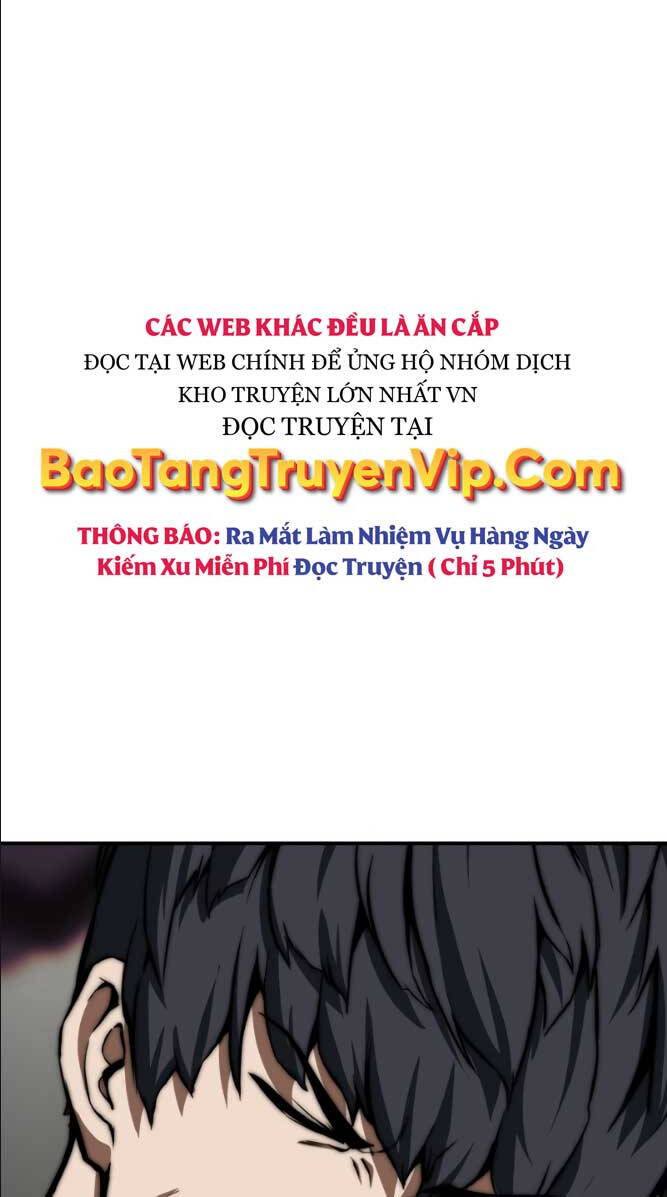 CÁC WEB KHÁC ĐỀU LÀ ĂN CẮP
ĐỌC TẠI WEB CHÍNH ĐỂ ỦNG HỘ NHÓM DỊCH
KHO TRUYỆN LỚN NHẤT VN
ĐỌC TRUYỆN TẠI
BaoTangTruyenVip.Com
THÔNG BÁO: Ra Mắt Làm Nhiệm Vụ Hàng Ngày
Kiếm Xu Miễn Phí Đọc Truyện ( Chỉ 5 Phút)